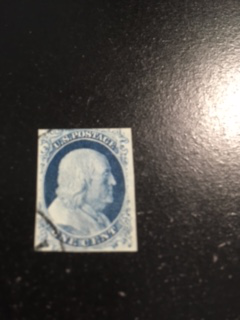 U.S. POSTAGE
ONE CENT